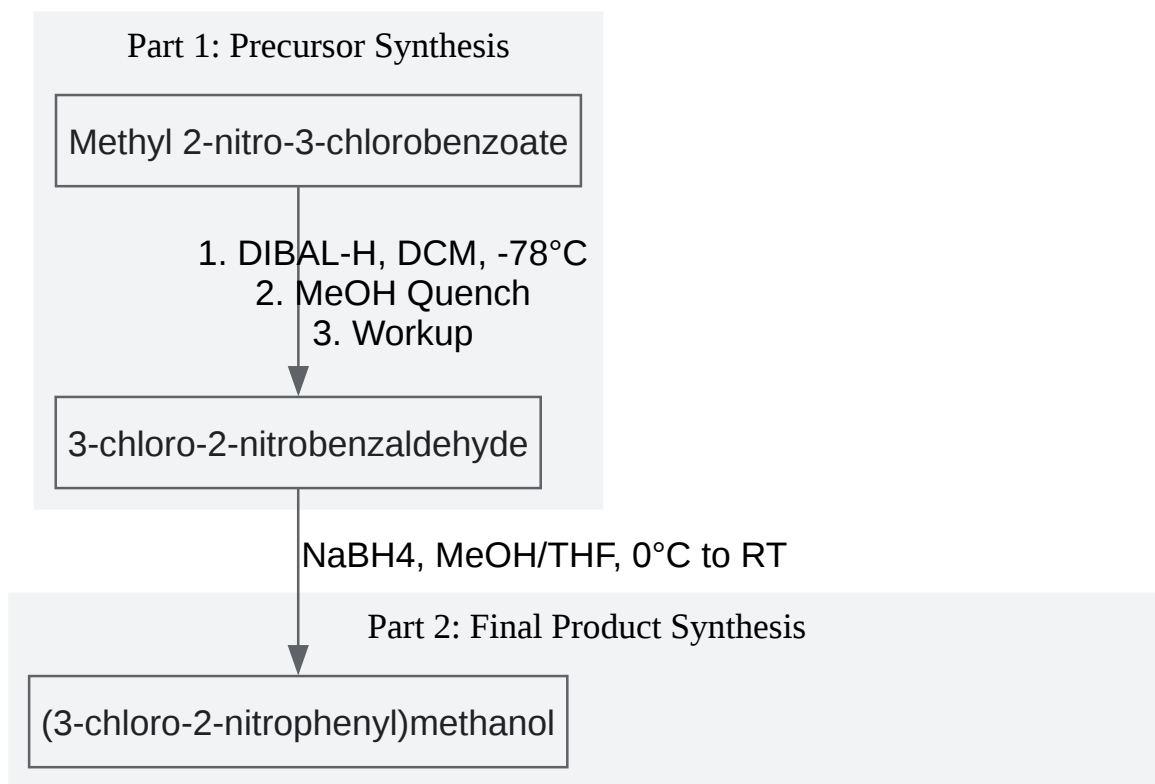 Part 1: Precursor Synthesis
Methyl 2-nitro-3-chlorobenzoate
1. DIBAL-H, DCM, -78°C
2. MeOH Quench
3. Workup
3-chloro-2-nitrobenzaldehyde
NaBH4, MeOH/THF, 0°C to RT
Part 2: Final Product Synthesis
(3-chloro-2-nitrophenyl)methanol